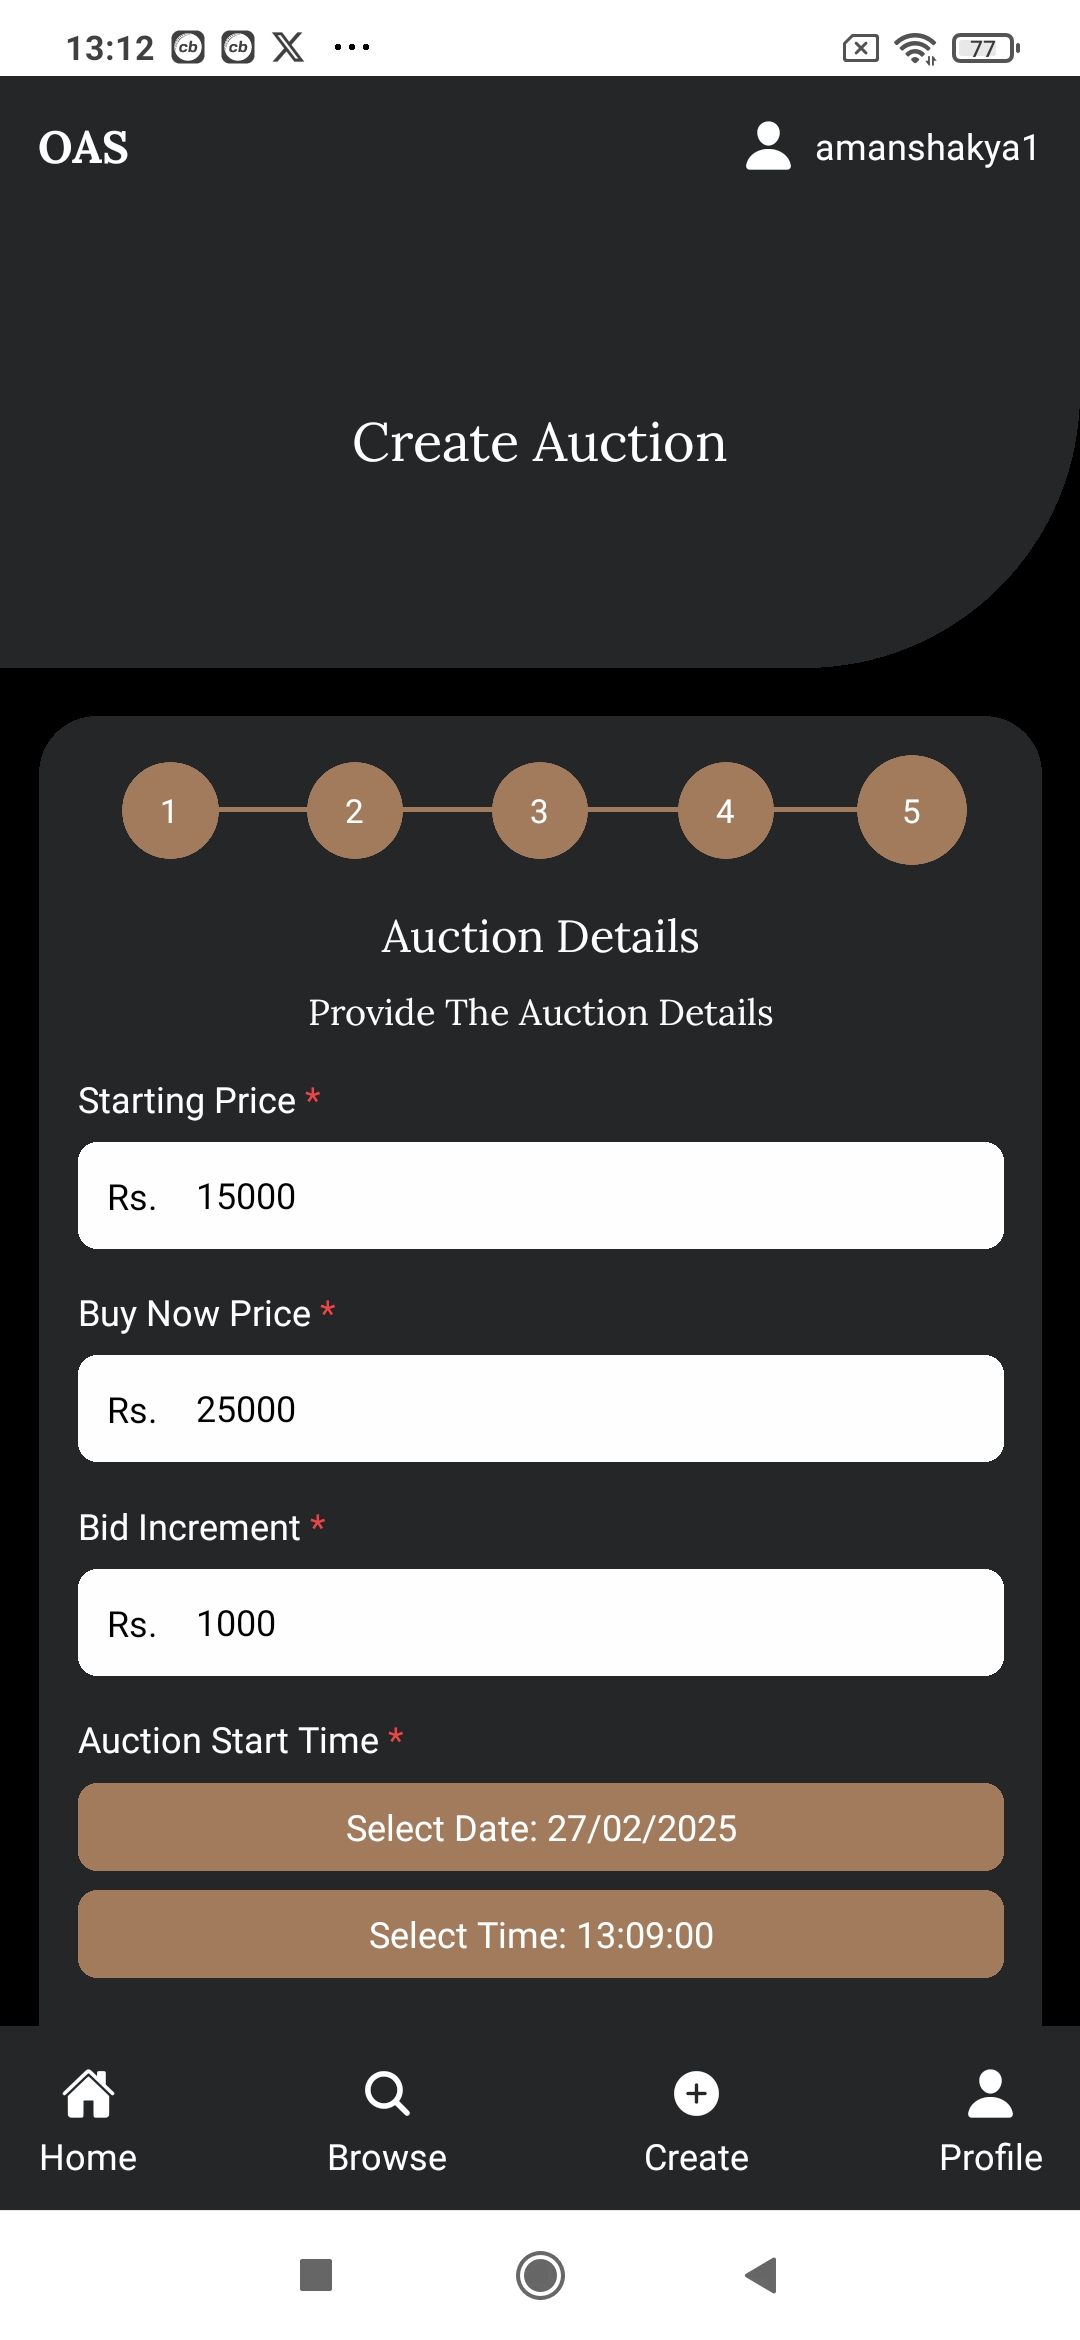 13:12 cb cb X ... 77
OAS amanshakya1
Create Auction
1 2 3 4 5
Auction Details
Provide The Auction Details
Starting Price *
Rs. 15000
Buy Now Price *
Rs. 25000
Bid Increment *
Rs. 1000
Auction Start Time *
Select Date: 27/02/2025
Select Time: 13:09:00
Home Browse Create Profile